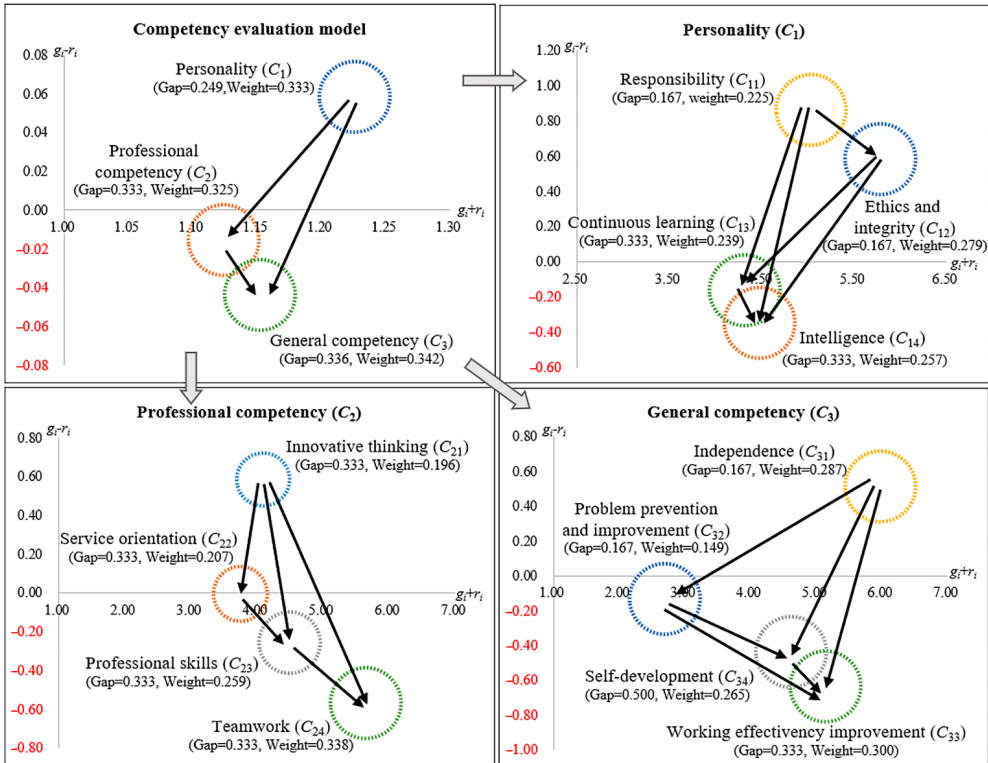 Competency evaluation model
gi-ri
0.08
0.06
0.04
0.02
0.00
−0.02
−0.04
−0.06
−0.08
1.00
1.05
1.10
1.15
1.20
1.25
1.30
gi+ri
Personality (C1)
(Gap=0.249,Weight=0.333)
Professional
competency (C2)
(Gap=0.333, Weight=0.325)
General competency (C3)
(Gap=0.336, Weight=0.342)
Personality (C1)
gi-ri
1.20
1.00
0.80
0.60
0.40
0.20
0.00
−0.20
−0.40
−0.60
2.50
3.50
4.50
5.50
6.50
gi+ri
Responsibility (C11)
(Gap=0.167, weight=0.225)
Ethics and
integrity (C12)
(Gap=0.167, Weight=0.279)
Continuous learning (C13)
(Gap=0.333, Weight=0.239)
Intelligence (C14)
(Gap=0.333, Weight=0.257)
Professional competency (C2)
gi-ri
0.80
0.60
0.40
0.20
0.00
−0.20
−0.40
−0.60
−0.80
1.00
2.00
3.00
4.00
5.00
6.00
7.00
gi+ri
Innovative thinking (C21)
(Gap=0.333, Weight=0.196)
Service orientation (C22)
(Gap=0.333, Weight=0.207)
Professional skills (C23)
(Gap=0.333, Weight=0.259)
Teamwork (C24)
(Gap=0.333, Weight=0.338)
General competency (C3)
gi-ri
0.80
0.60
0.40
0.20
0.00
−0.20
−0.40
−0.60
−0.80
−1.00
1.00
2.00
3.00
4.00
5.00
6.00
7.00
gi+ri
Independence (C31)
(Gap=0.167, Weight=0.287)
Problem prevention
and improvement (C32)
(Gap=0.167, Weight=0.149)
Self-development (C34)
(Gap=0.500, Weight=0.265)
Working effectivency improvement (C33)
(Gap=0.333, Weight=0.300)